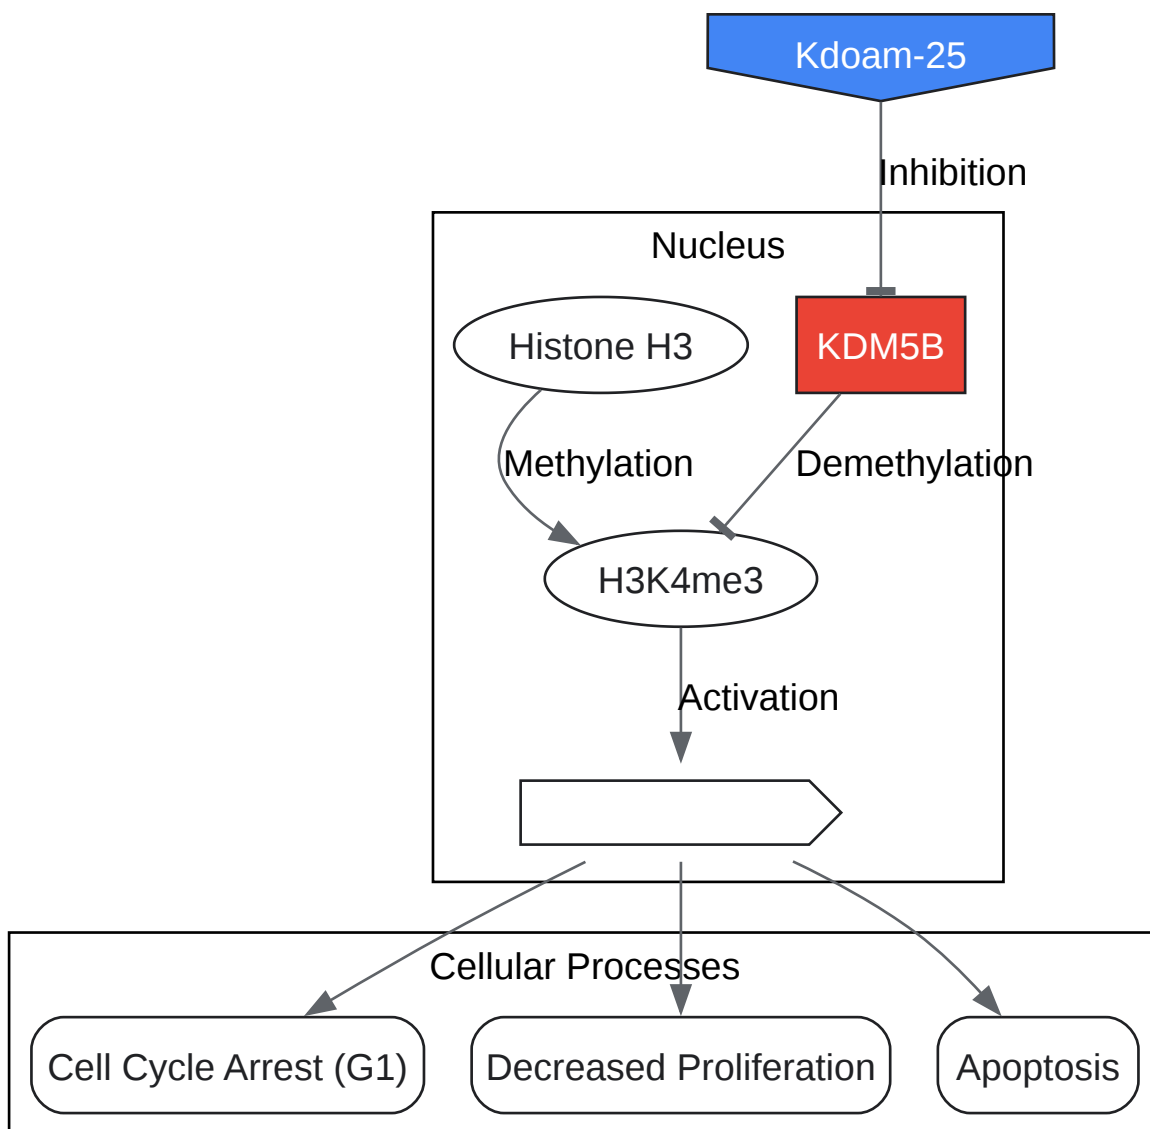 Kdoam-25
Inhibition
Nucleus
Histone H3
KDM5B
Methylation
Demethylation
H3K4me3
Activation
Cellular Processes
Cell Cycle Arrest (G1)
Decreased Proliferation
Apoptosis